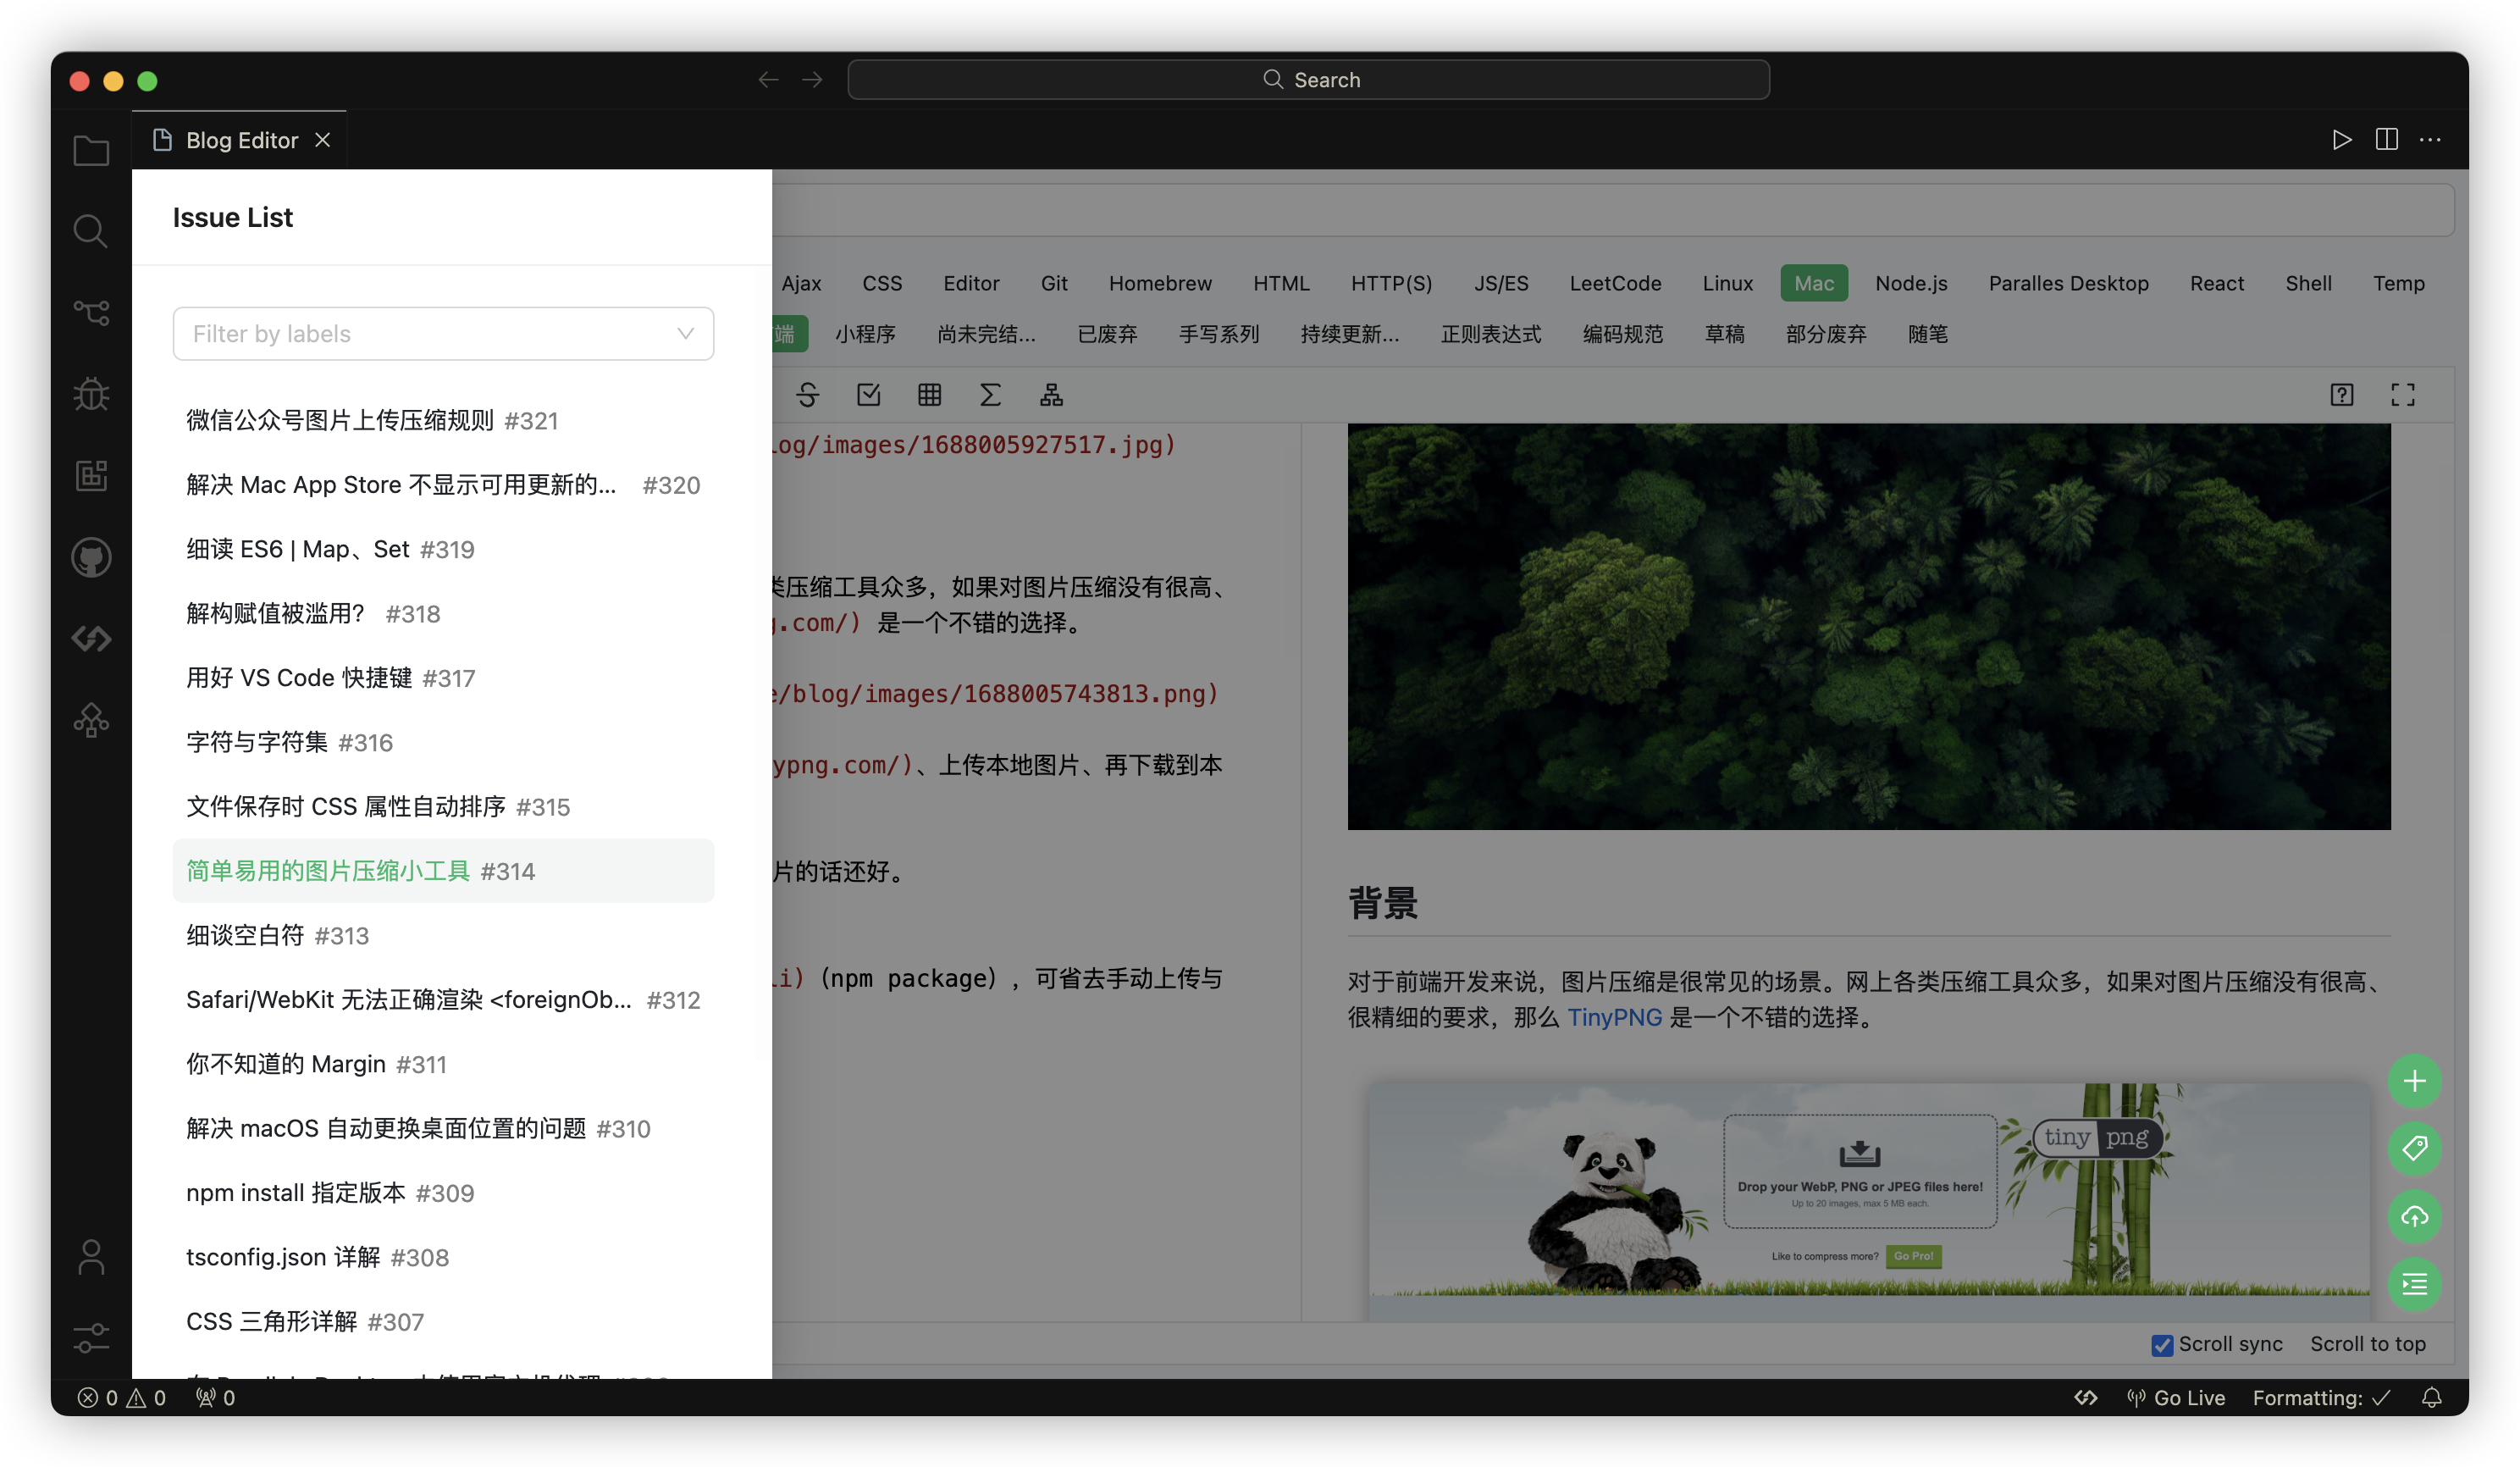 Search
Blog Editor
Issue List
Filter by labels
微信公众号图片上传压缩规则 #321
解决 Mac App Store 不显示可用更新的... #320
细读 ES6 | Map、Set #319
解构赋值被滥用？ #318
用好 VS Code 快捷键 #317
字符与字符集 #316
文件保存时 CSS 属性自动排序 #315
简单易用的图片压缩小工具 #314
细谈空白符 #313
Safari/WebKit 无法正确渲染 <foreignOb... #312
你不知道的 Margin #311
解决 macOS 自动更换桌面位置的问题 #310
npm install 指定版本 #309
tsconfig.json 详解 #308
CSS 三角形详解 #307
Ajax CSS Editor Git Homebrew HTML HTTP(S) JS/ES LeetCode Linux Mac Node.js Paralles Desktop React Shell Temp
端 小程序 尚未完结... 已废弃 手写系列 持续更新... 正则表达式 编码规范 草稿 部分废弃 随笔
log/images/1688005927517.jpg)
类压缩工具众多，如果对图片压缩没有很高、
g.com/) 是一个不错的选择。
e/blog/images/1688005743813.png)
ypng.com/)、上传本地图片、再下载到本
片的话还好。
li)（npm package），可省去手动上传与
背景
对于前端开发来说，图片压缩是很常见的场景。网上各类压缩工具众多，如果对图片压缩没有很高、
很精细的要求，那么 TinyPNG 是一个不错的选择。
tiny png
Drop your WebP, PNG or JPEG files here!
Up to 20 images, max 5 MB each.
Like to compress more? Go Pro!
Scroll sync Scroll to top
0 0 0
Go Live Formatting: